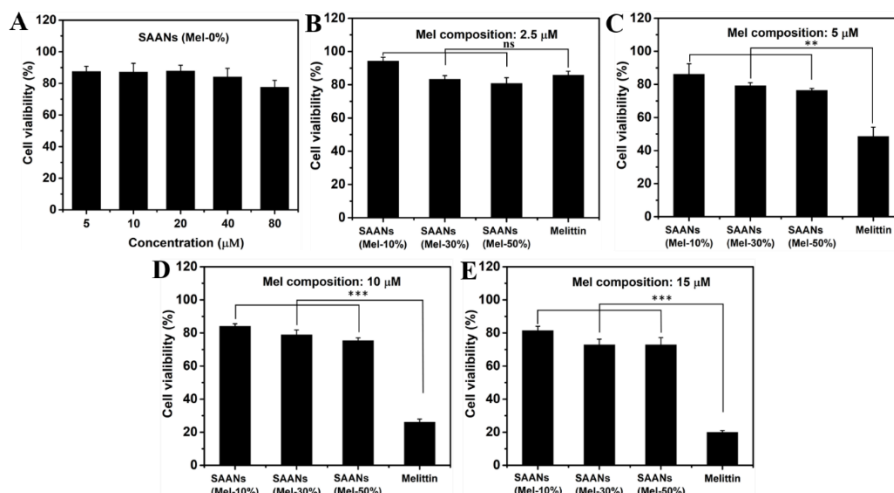 A
SAANs (Mel-0%)
Cell vialibility (%)
120
100
80
60
40
20
0
5 10 20 40 80
Concentration (μM)
B
Mel composition: 2.5 μM
ns
Cell vialibility (%)
120
100
80
60
40
20
0
SAANs SAANs SAANs Melittin
(Mel-10%) (Mel-30%) (Mel-50%)
C
Mel composition: 5 μM
**
Cell vialibility (%)
120
100
80
60
40
20
0
SAANs SAANs SAANs Melittin
(Mel-10%) (Mel-30%) (Mel-50%)
D
Mel composition: 10 μM
***
Cell vialibility (%)
120
100
80
60
40
20
0
SAANs SAANs SAANs Melittin
(Mel-10%) (Mel-30%) (Mel-50%)
E
Mel composition: 15 μM
***
Cell vialibility (%)
120
100
80
60
40
20
0
SAANs SAANs SAANs Melittin
(Mel-10%) (Mel-30%) (Mel-50%)